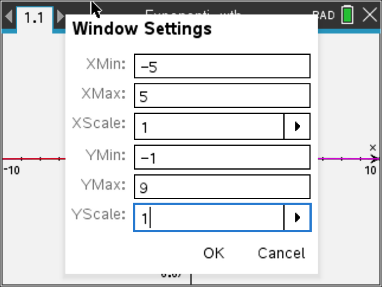 1.1 RAD
Window Settings
XMin: -5
XMax: 5
XScale: 1
YMin: -1
YMax: 9
YScale: 1
-10 x 10
OK Cancel